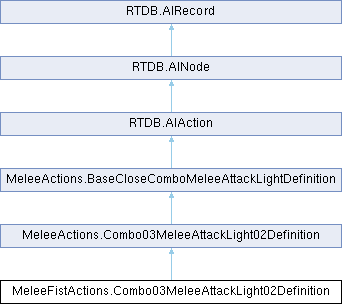 RTDB.AIRecord
RTDB.AINode
RTDB.AIAction
MeleeActions.BaseCloseComboMeleeAttackLightDefinition
MeleeActions.Combo03MeleeAttackLight02Definition
MeleeFistActions.Combo03MeleeAttackLight02Definition